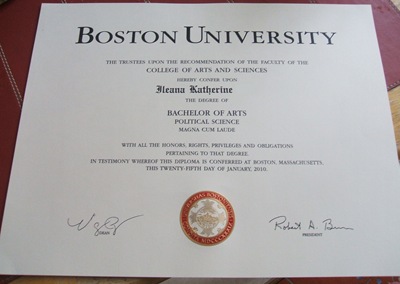 BOSTON UNIVERSITY
THE TRUSTEES UPON THE RECOMMENDATION OF THE FACULTY OF THE
COLLEGE OF ARTS AND SCIENCES
HEREBY CONFER UPON
Ileana Katherine
THE DEGREE OF
BACHELOR OF ARTS
POLITICAL SCIENCE
MAGNA CUM LAUDE
WITH ALL THE HONORS, RIGHTS, PRIVILEGES AND OBLIGATIONS
PERTAINING TO THAT DEGREE
IN TESTIMONY WHEREOF THIS DIPLOMA IS CONFERRED AT BOSTON, MASSACHUSETTS,
THIS TWENTY-FIFTH DAY OF JANUARY, 2010.
DEAN
Robert A.
PRESIDENT